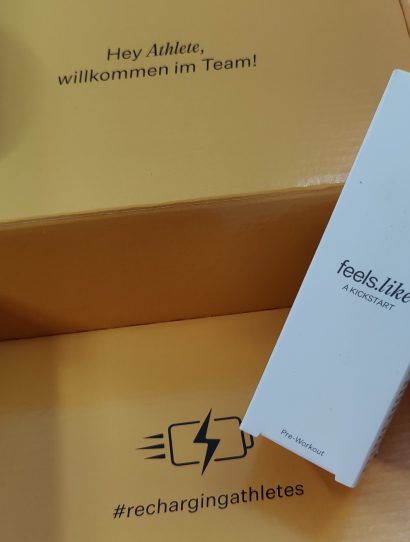 Hey Athlete,
willkommen im Team!
feels.like
A KICKSTART
Pre-Workout
#rechargingathletes